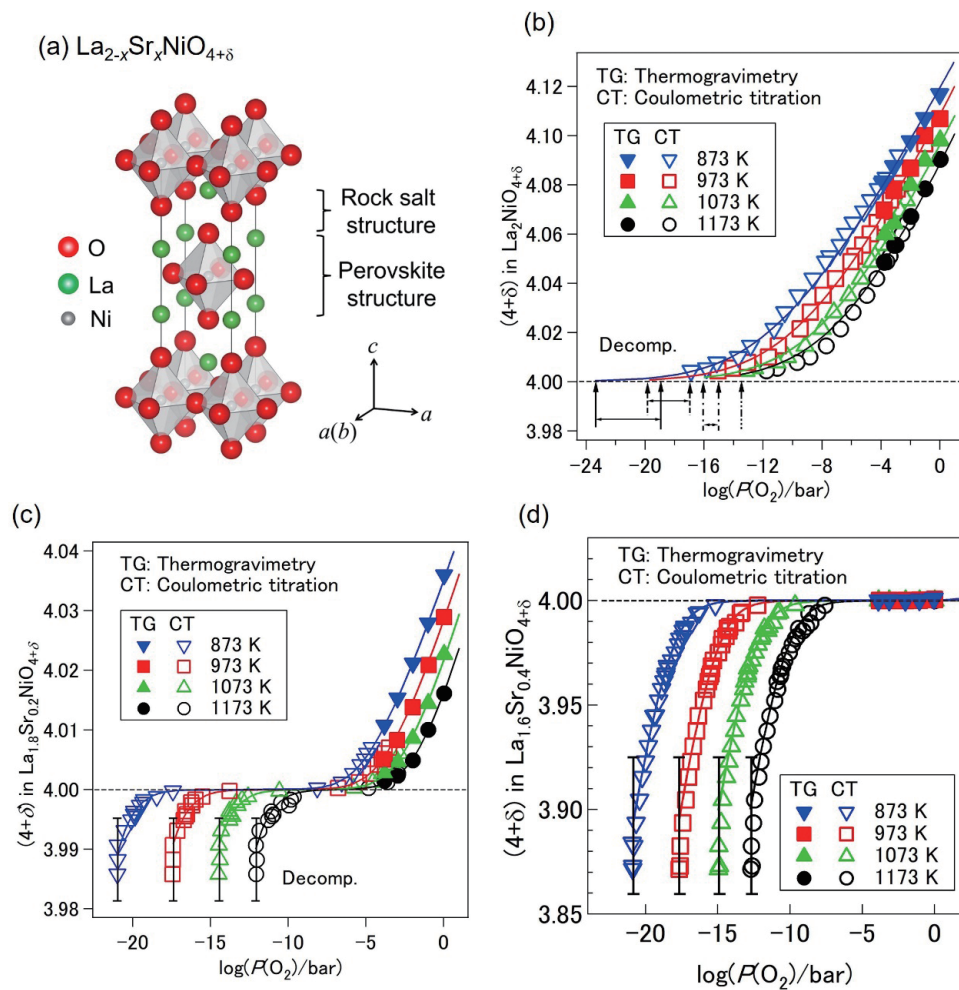 (a) La2-xSrxNiO4+δ
Rock salt
structure
Perovskite
structure
O
La
Ni
c
a
a(b)
(b)
TG: Thermogravimetry
CT: Coulometric titration
TG CT
873 K
973 K
1073 K
1173 K
Decomp.
(4+δ) in La2NiO4+δ
4.12
4.10
4.08
4.06
4.04
4.02
4.00
3.98
-24 -20 -16 -12 -8 -4 0
log(P(O2)/bar)
(c)
TG: Thermogravimetry
CT: Coulometric titration
TG CT
873 K
973 K
1073 K
1173 K
Decomp.
(4+δ) in La1.8Sr0.2NiO4+δ
4.04
4.03
4.02
4.01
4.00
3.99
3.98
-20 -15 -10 -5 0
log(P(O2)/bar)
(d)
TG: Thermogravimetry
CT: Coulometric titration
TG CT
873 K
973 K
1073 K
1173 K
(4+δ) in La1.6Sr0.4NiO4+δ
4.00
3.95
3.90
3.85
-20 -15 -10 -5 0
log(P(O2)/bar)